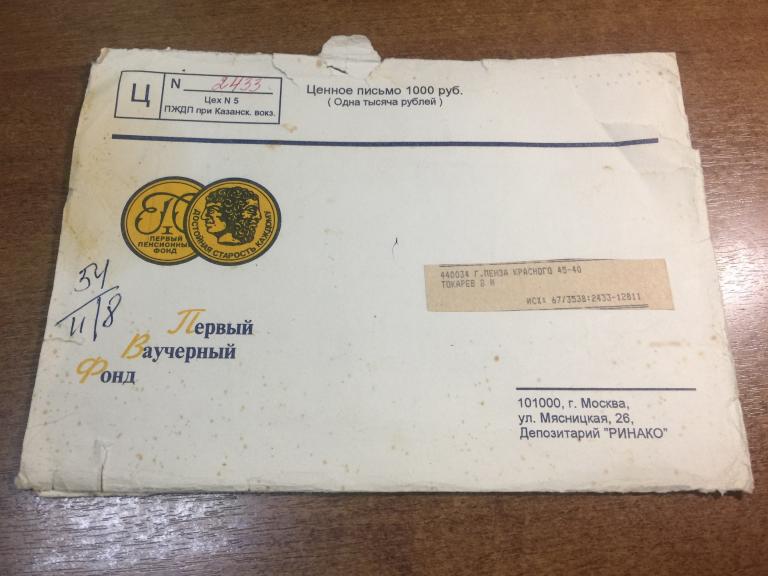 Ц
N 2433
Цех N 5
ПЖДП при Казанск. вокз.
Ценное письмо 1000 руб.
( Одна тысяча рублей )
ПЕРВЫЙ
ПЕНСИОННЫЙ
ФОНД
ДОСТОЙНАЯ СТАРОСТЬ КАЖДОМУ
54
11/8
440034 Г.ПЕНЗА КРАСНОГО 45-40
ТОКАРЕВ В Н
ИСХ: 67/3538:2433-12811
Первый
Ваучерный
Фонд
101000, г. Москва,
ул. Мясницкая, 26,
Депозитарий "РИНАКО"